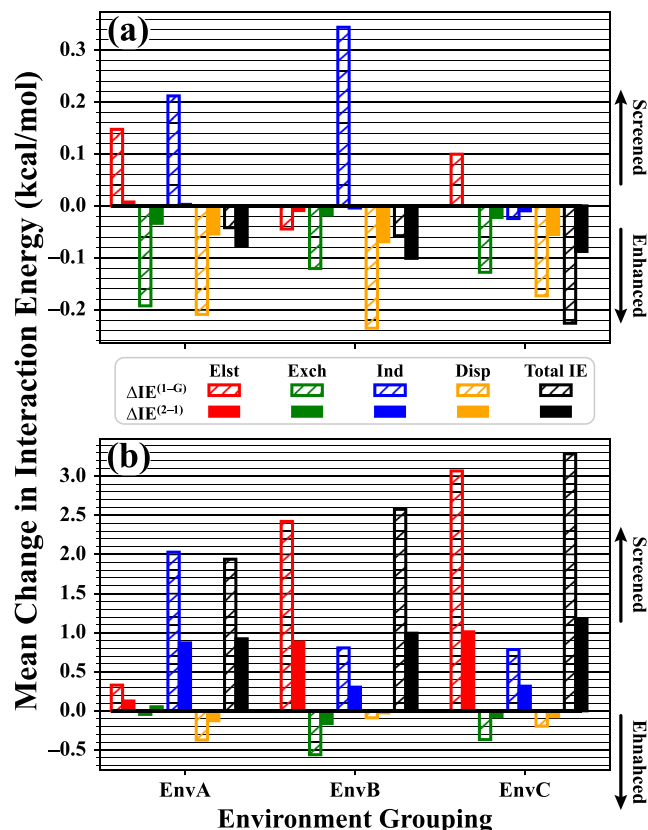 (a)
0.3
0.2
0.1
0.0
−0.1
−0.2
Screened
Enhanced
Mean Change in Interaction Energy (kcal/mol)
Elst Exch Ind Disp Total IE
ΔIE(1–G)
ΔIE(2–1)
(b)
3.0
2.5
2.0
1.5
1.0
0.5
0.0
−0.5
Screened
Ehnahced
EnvA EnvB EnvC
Environment Grouping